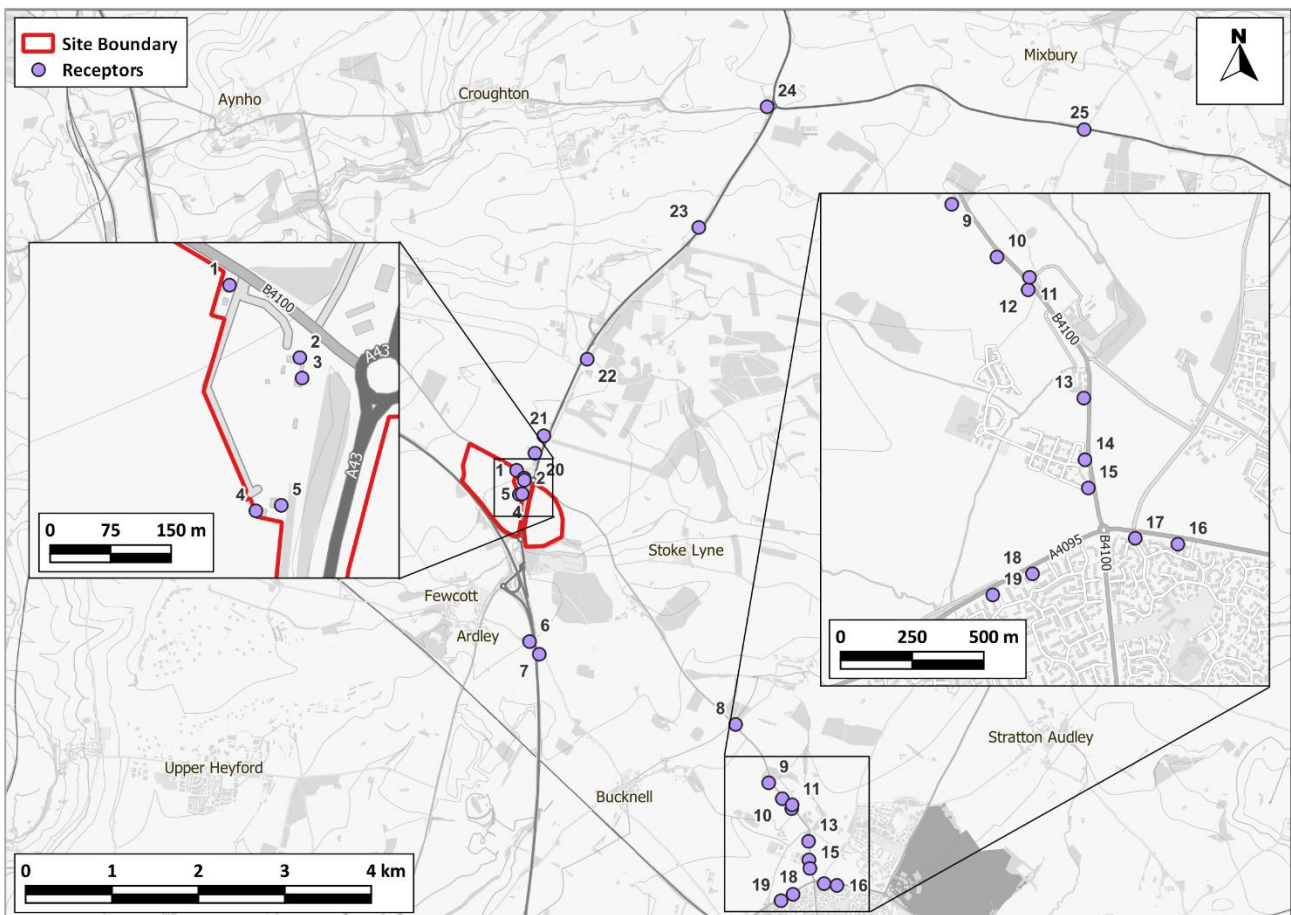 Site Boundary
Receptors
N
Mixbury
Aynho
Croughton
24
25
23
22
21
20
1
2
5
4
1
B4100
2
3
A43
A43
4
5
0 75 150 m
9
10
11
12
B4100
13
14
15
17
16
A4095
B4100
18
19
0 250 500 m
Stoke Lyne
Fewcott
Ardley
6
7
8
Stratton Audley
Upper Heyford
Bucknell
9
11
10
13
15
18
16
19
0 1 2 3 4 km